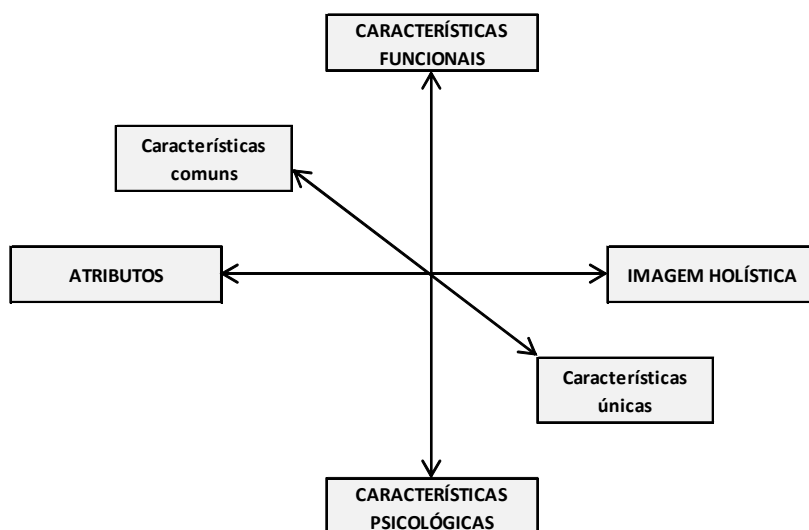 CARACTERÍSTICAS
FUNCIONAIS
Características
comuns
ATRIBUTOS
IMAGEM HOLÍSTICA
Características
únicas
CARACTERÍSTICAS
PSICOLÓGICAS